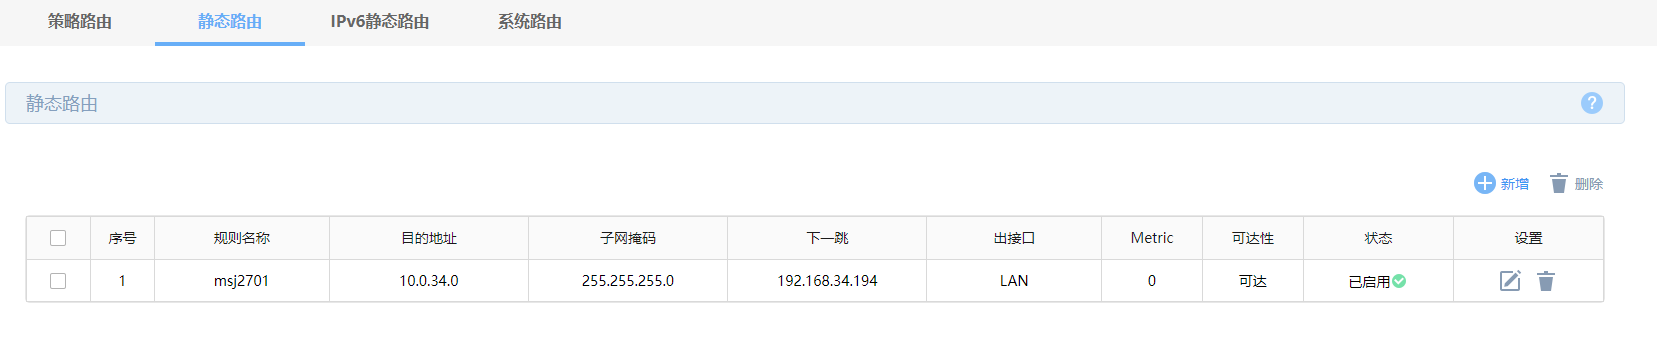 策略路由 静态路由 IPv6静态路由 系统路由
静态路由 ?
新增 删除
序号 规则名称 目的地址 子网掩码 下一跳 出接口 Metric 可达性 状态 设置
1 msj2701 10.0.34.0 255.255.255.0 192.168.34.194 LAN 0 可达 已启用